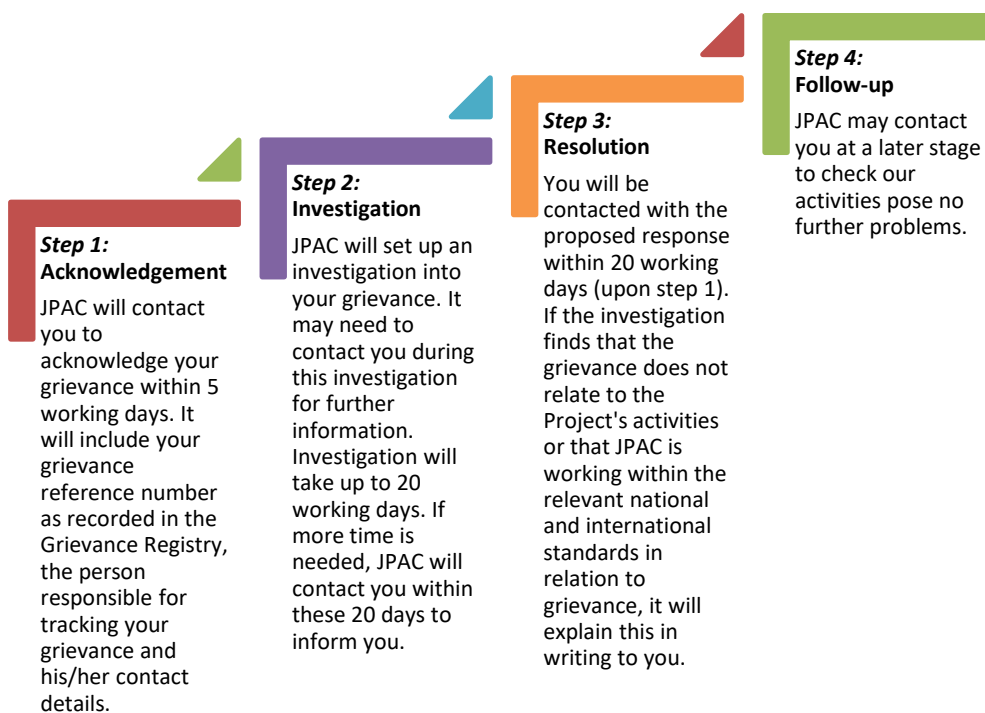 Step 1:
Acknowledgement
JPAC will contact
you to
acknowledge your
grievance within 5
working days. It
will include your
grievance
reference number
as recorded in the
Grievance Registry,
the person
responsible for
tracking your
grievance and
his/her contact
details.
Step 2:
Investigation
JPAC will set up an
investigation into
your grievance. It
may need to
contact you during
this investigation
for further
information.
Investigation will
take up to 20
working days. If
more time is
needed, JPAC will
contact you within
these 20 days to
inform you.
Step 3:
Resolution
You will be
contacted with the
proposed response
within 20 working
days (upon step 1).
If the investigation
finds that the
grievance does not
relate to the
Project's activities
or that JPAC is
working within the
relevant national
and international
standards in
relation to
grievance, it will
explain this in
writing to you.
Step 4:
Follow-up
JPAC may contact
you at a later stage
to check our
activities pose no
further problems.